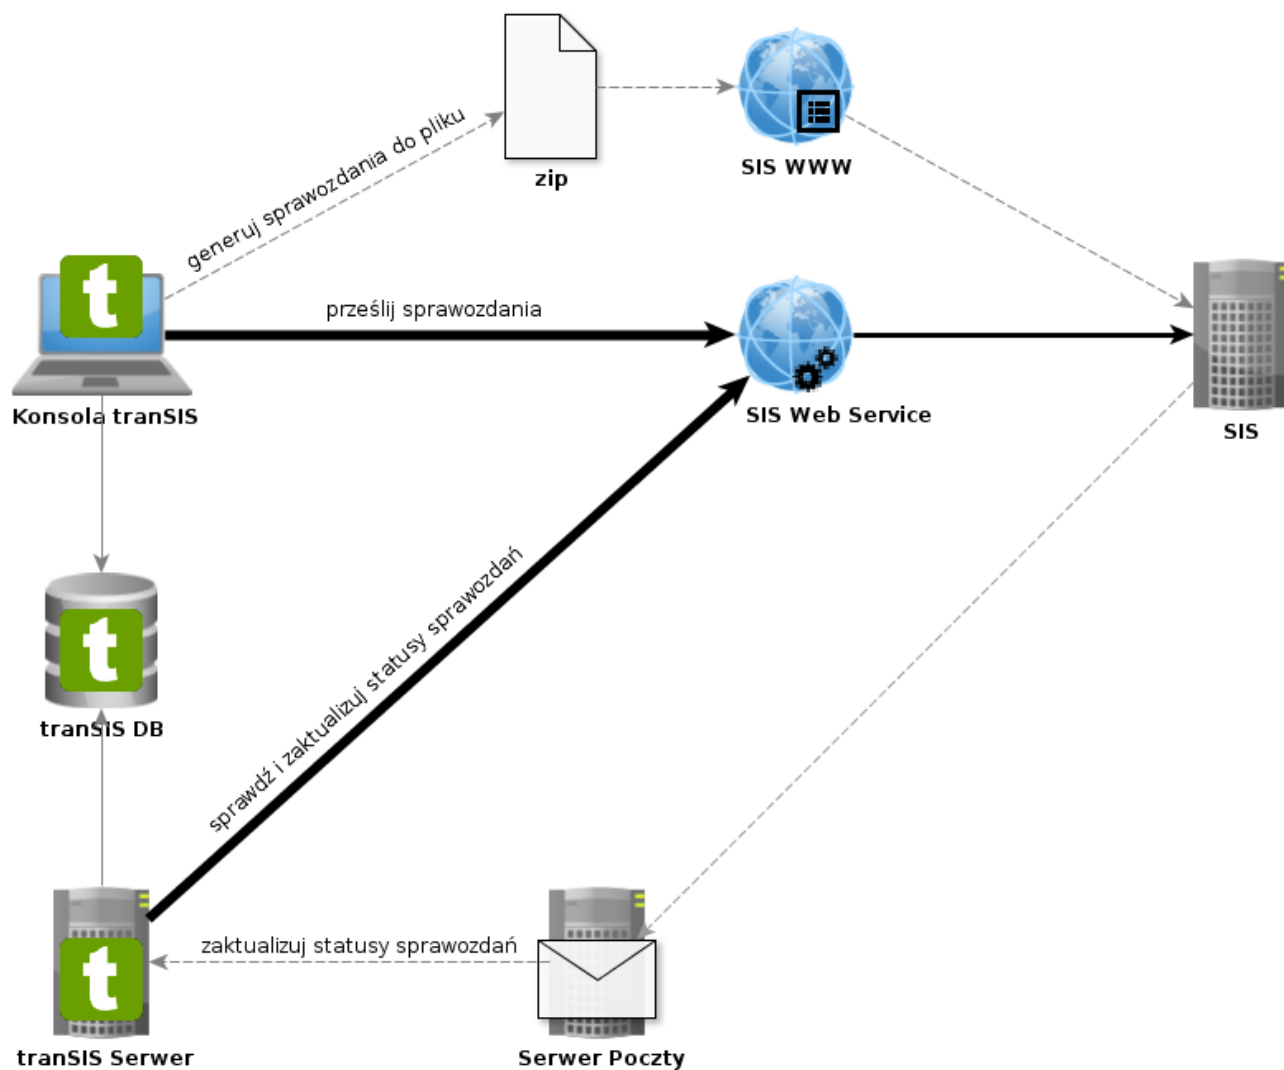 generuj sprawozdania do pliku
zip
SIS WWW
t
prześlij sprawozdania
Konsola tranSIS
SIS Web Service
SIS
t
tranSIS DB
sprawdź i zaktualizuj statusy sprawozdań
t
zaktualizuj statusy sprawozdań
tranSIS Serwer
Serwer Poczty